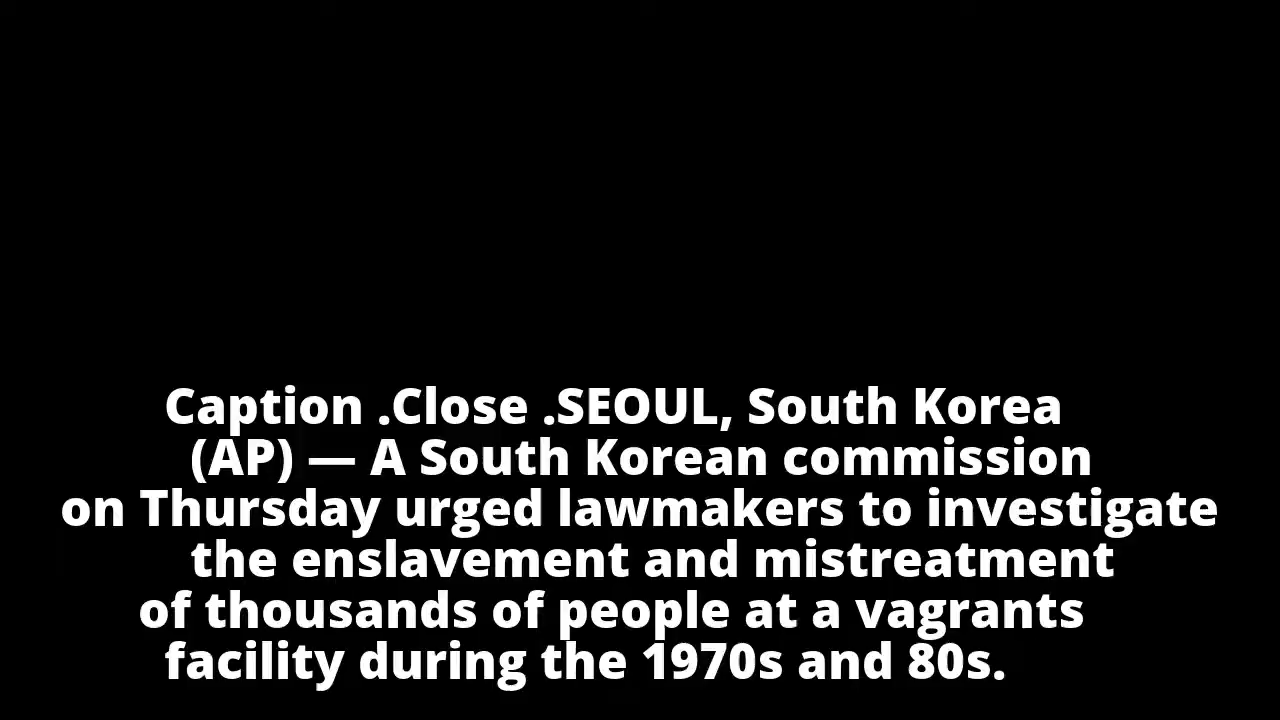 Caption .Close .SEOUL, South Korea
(AP) — A South Korean commission
on Thursday urged lawmakers to investigate
the enslavement and mistreatment
of thousands of people at a vagrants
facility during the 1970s and 80s.